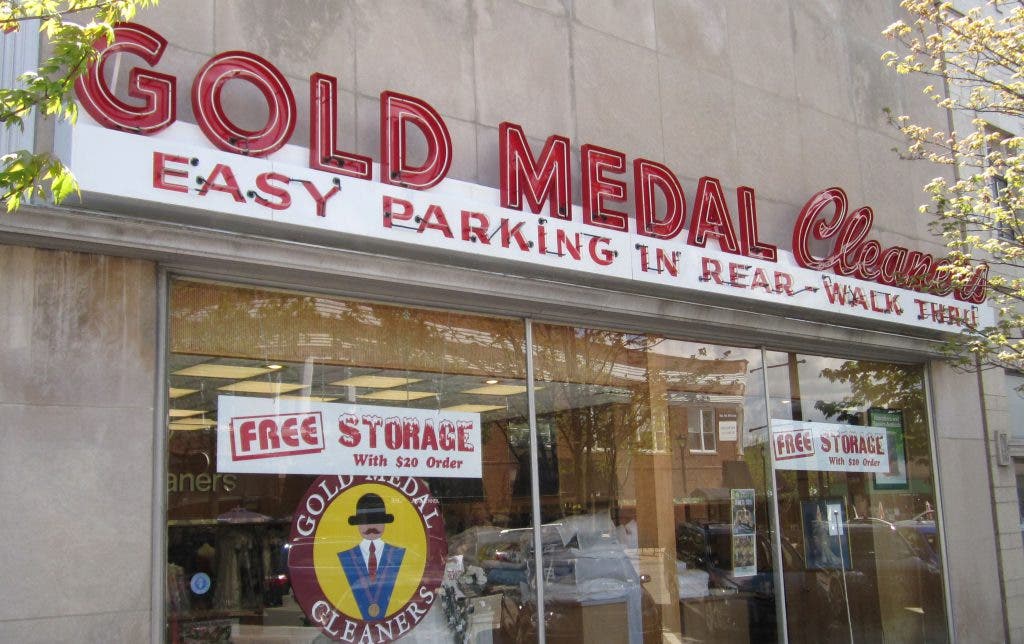 GOLD MEDAL Cleaners
EASY PARKING IN REAR - WALK THRU
FREE STORAGE
With $20 Order
FREE STORAGE
With $20 Order
aners
GOLD MEDAL
CLEANERS